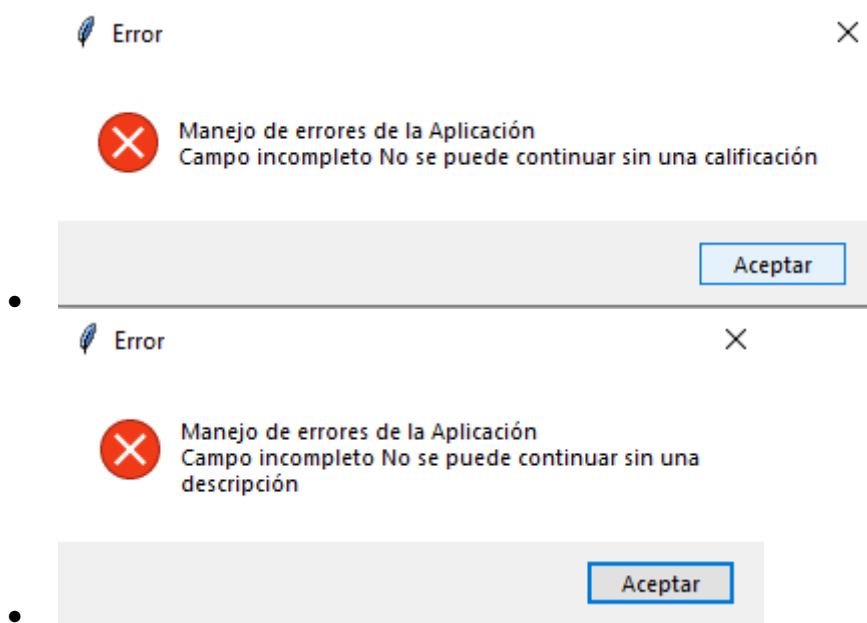 Error
Manejo de errores de la Aplicación
Campo incompleto No se puede continuar sin una calificación
Aceptar
Error
Manejo de errores de la Aplicación
Campo incompleto No se puede continuar sin una
descripción
Aceptar